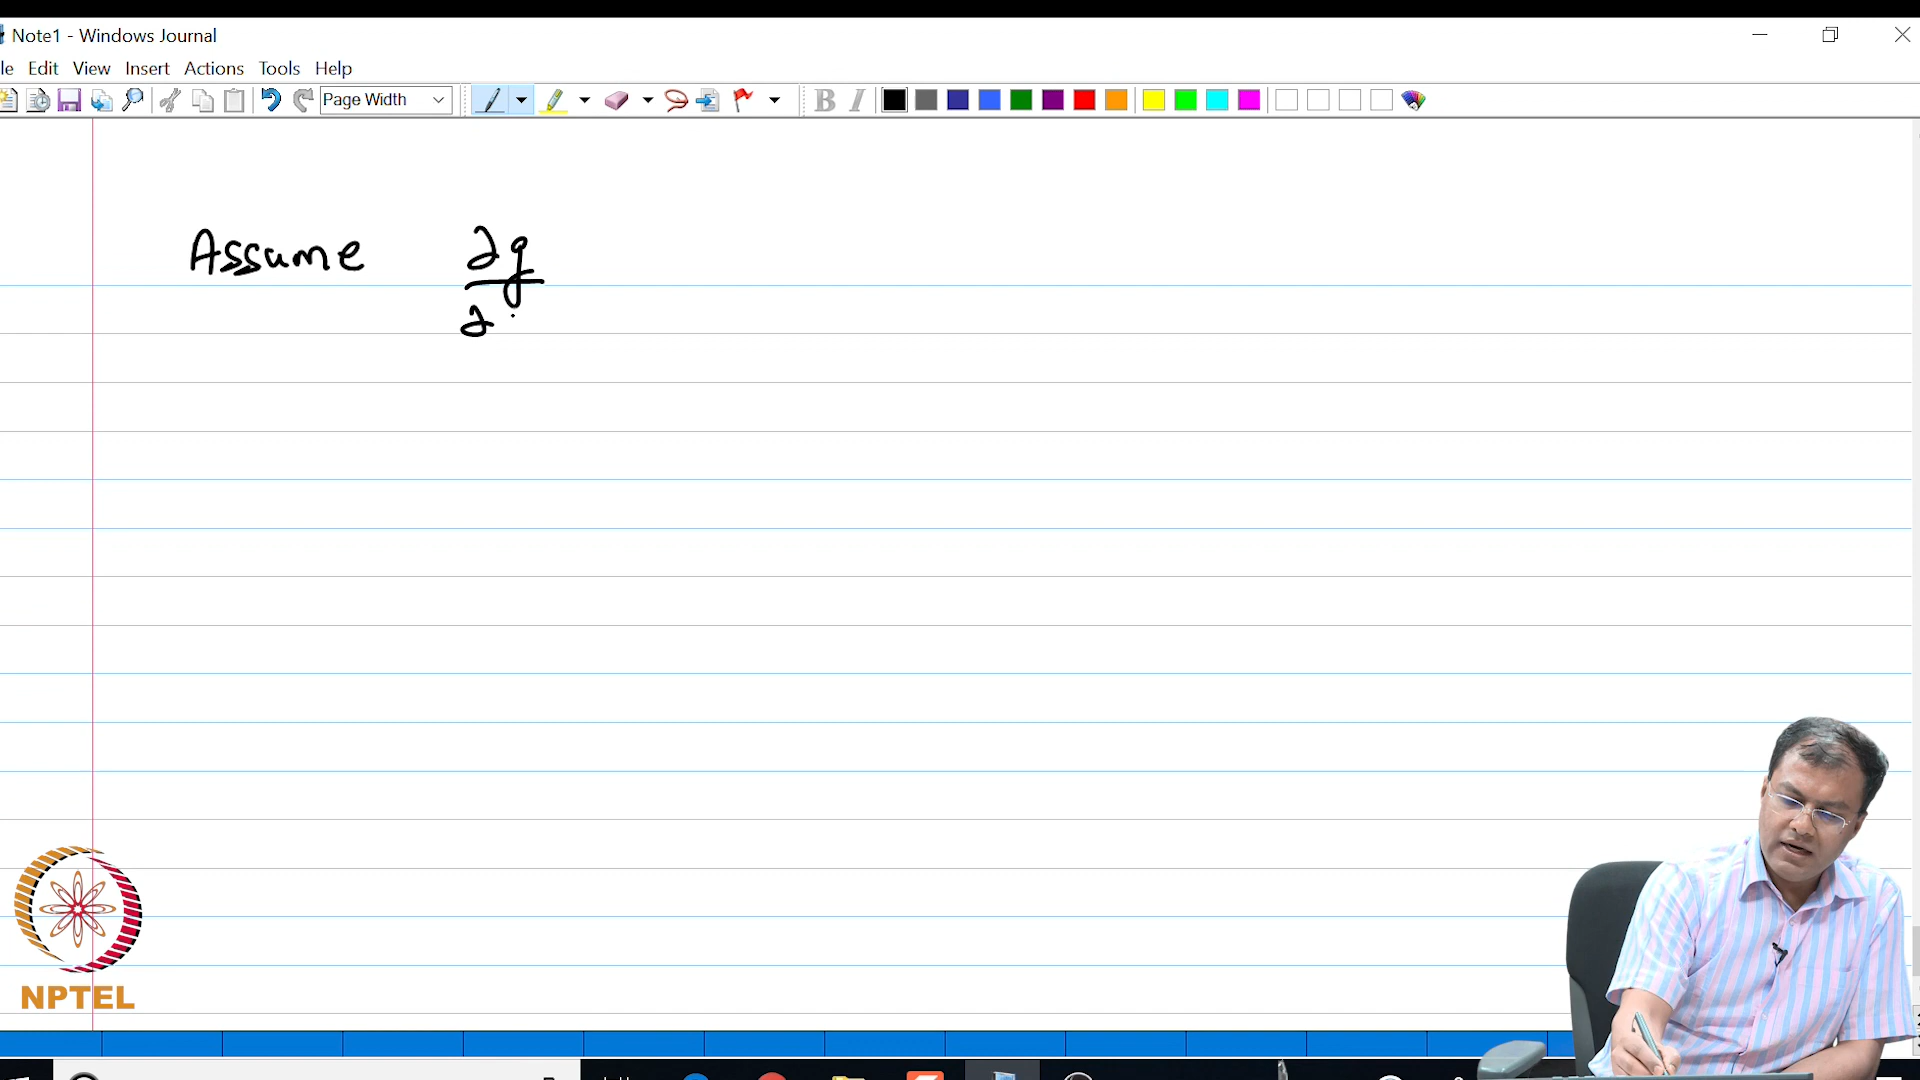 Note1 - Windows Journal
le Edit View Insert Actions Tools Help
Page Width
B I
Assume ∂g
∂
NPTEL